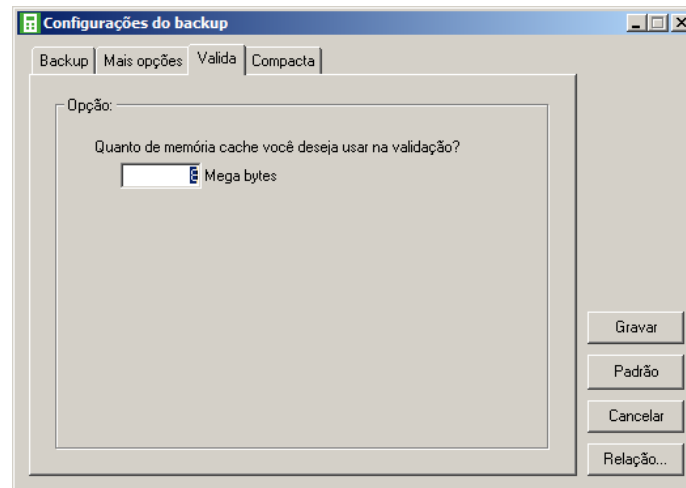 Configurações do backup
Backup Mais opções Valida Compacta
Opção:
Quanto de memória cache você deseja usar na validação?
8 Mega bytes
Gravar
Padrão
Cancelar
Relação...